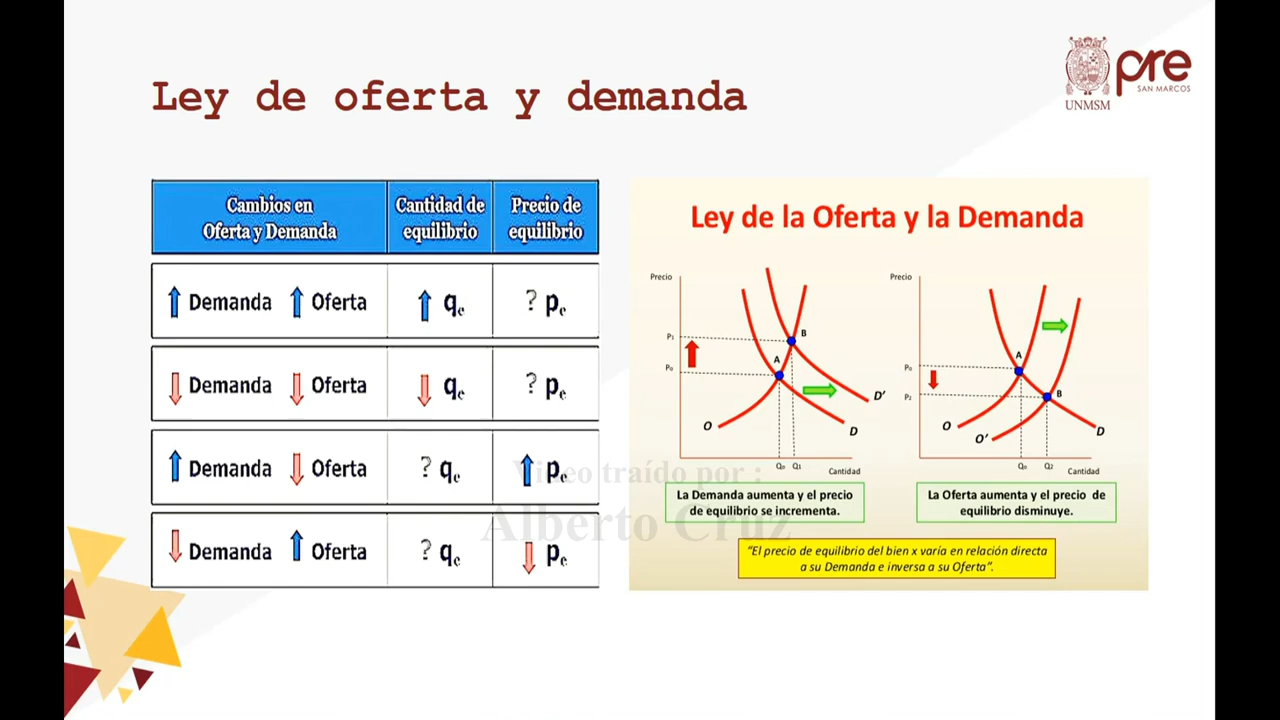 Ley de oferta y demanda
UNMSM
pre
SAN MARCOS
Cambios en
Oferta y Demanda
Cantidad de
equilibrio
Precio de
equilibrio
Demanda Oferta
qe
? pe
Demanda Oferta
qe
? pe
Demanda Oferta
? qe
pe
Demanda Oferta
? qe
pe
Ley de la Oferta y la Demanda
Precio
P₁
P₀
A
B
O
D
D'
Q₀ Q₁
Cantidad
La Demanda aumenta y el precio
de equilibrio se incrementa.
Precio
P₀
P₂
A
B
O
O'
D
Q₀ Q₂
Cantidad
La Oferta aumenta y el precio de
equilibrio disminuye.
“El precio de equilibrio del bien x varía en relación directa
a su Demanda e inversa a su Oferta”.
Video traído por :
Alberto Cruz